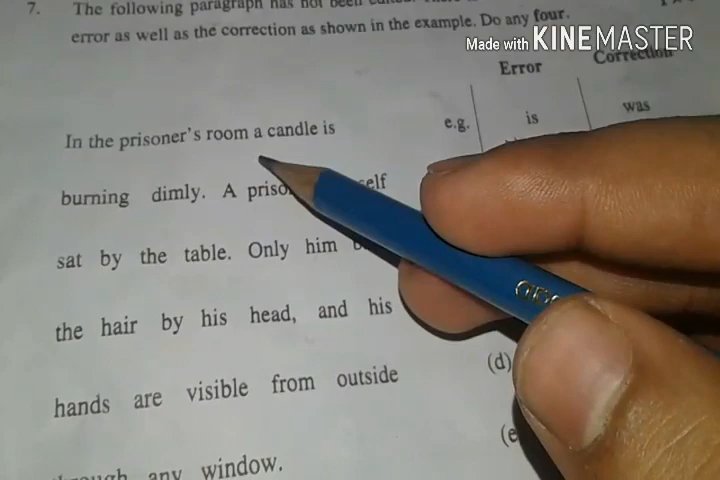 7. The following paragraph has not been
error as well as the correction as shown in the example. Do any four.
Made with KINEMASTER
Error Correction
In the prisoner's room a candle is e.g. is was
burning dimly. A
sat by the table. Only him
the hair by his head, and his
hands are visible from outside (d)
(e
any window.